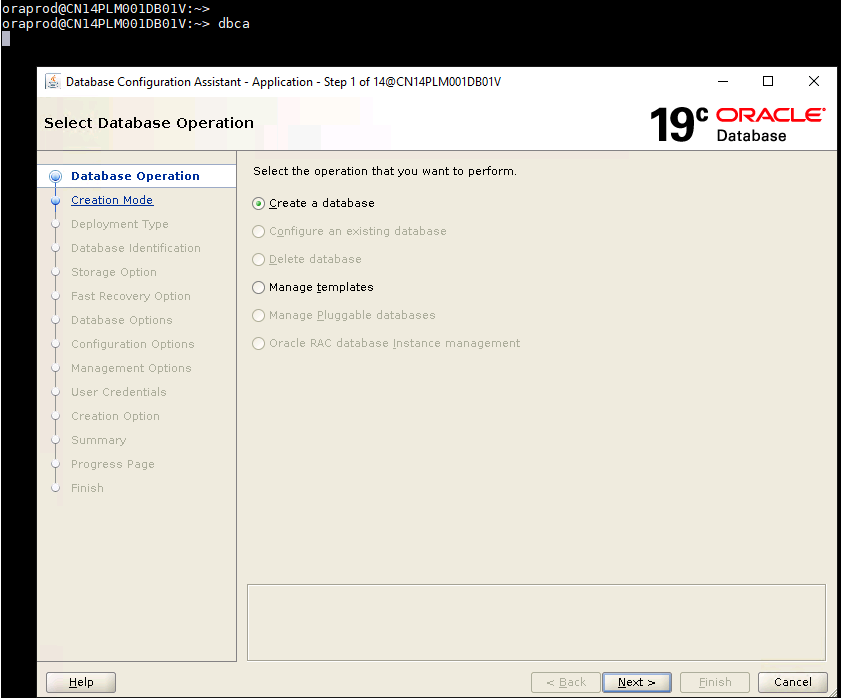 oraprod@CN14PLM001DB01V:~>
oraprod@CN14PLM001DB01V:~> dbca
Database Configuration Assistant - Application - Step 1 of 14@CN14PLM001DB01V
Select Database Operation
19c ORACLE
Database
Database Operation
Creation Mode
Deployment Type
Database Identification
Storage Option
Fast Recovery Option
Database Options
Configuration Options
Management Options
User Credentials
Creation Option
Summary
Progress Page
Finish
Select the operation that you want to perform.
Create a database
Configure an existing database
Delete database
Manage templates
Manage Pluggable databases
Oracle RAC database Instance management
Help
< Back
Next >
Finish
Cancel